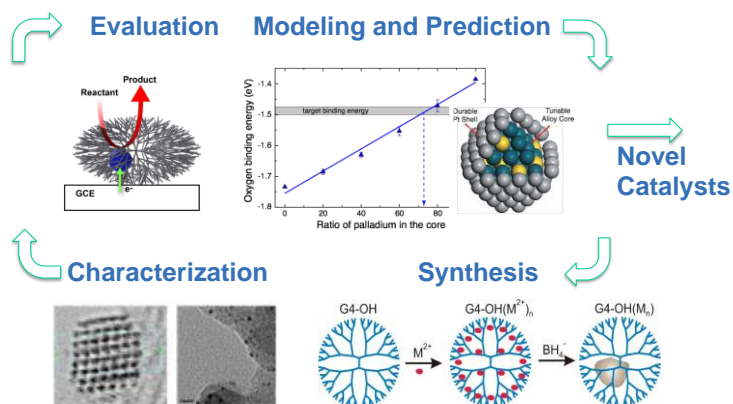 Evaluation
Modeling and Prediction
Product
Reactant
e-
GCE
Oxygen binding energy (eV)
-1.4
-1.5
-1.6
-1.7
-1.8
target binding energy
0 20 40 60 80
Ratio of palladium in the core
Durable
Pt Shell
Tunable
Alloy Core
Novel
Catalysts
Characterization
Synthesis
G4-OH
M²⁺
G4-OH(M²⁺)ₙ
BH₄⁻
G4-OH(Mₙ)